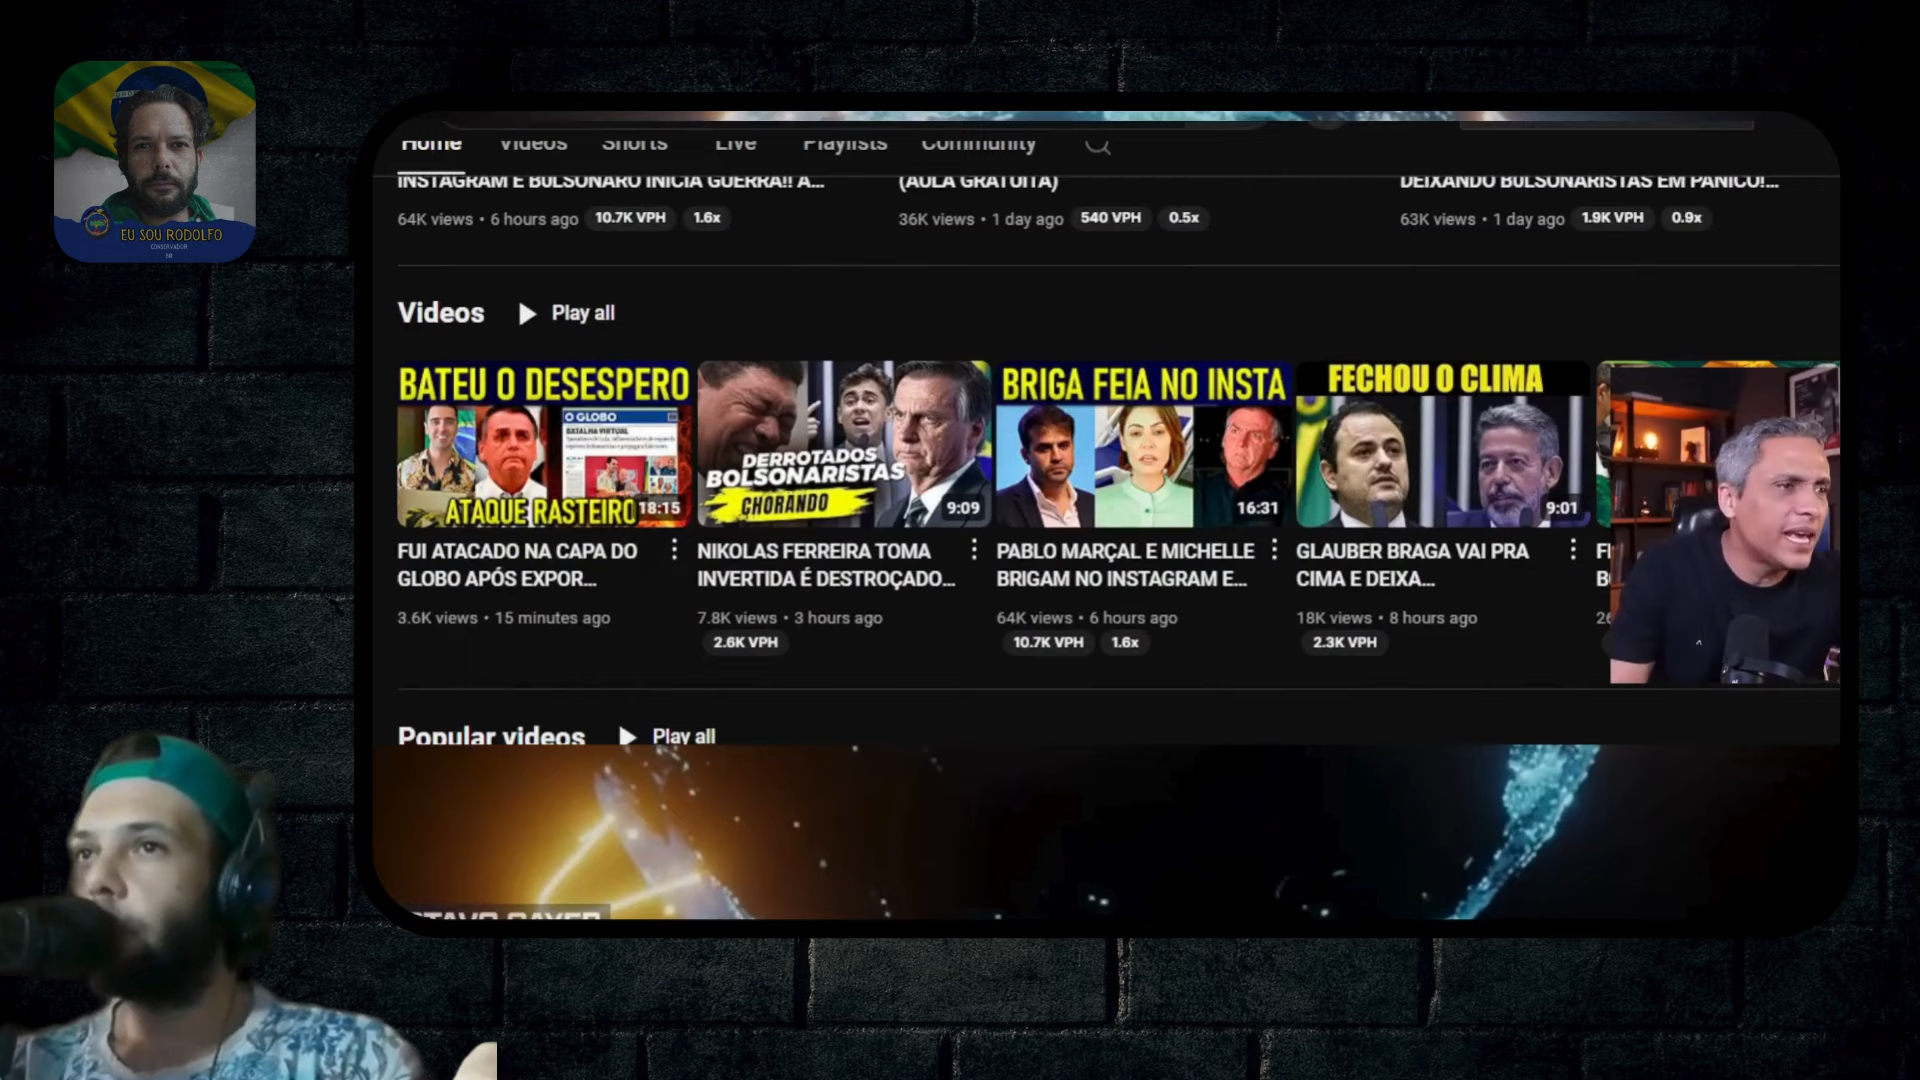 EU SOU RODOLFO
CONSERVADOR
Home Videos Shorts Live Playlists Community
INSTAGRAM E BOLSONARO INICIA GUERRA!! A...
64K views • 6 hours ago 10.7K VPH 1.6x
(AULA GRATUITA)
36K views • 1 day ago 540 VPH 0.5x
DEIXANDO BOLSONARISTAS EM PÂNICO!...
63K views • 1 day ago 1.9K VPH 0.9x
Videos Play all
BATEU O DESESPERO
O GLOBO
BATALHA VIRTUAL
ATAQUE RASTEIRO
18:15
FUI ATACADO NA CAPA DO
GLOBO APÓS EXPOR...
3.6K views • 15 minutes ago
DERROTADOS
BOLSONARISTAS
CHORANDO
9:09
NIKOLAS FERREIRA TOMA
INVERTIDA É DESTROÇADO...
7.8K views • 3 hours ago
2.6K VPH
BRIGA FEIA NO INSTA
16:31
PABLO MARÇAL E MICHELLE
BRIGAM NO INSTAGRAM E...
64K views • 6 hours ago
10.7K VPH 1.6x
FECHOU O CLIMA
9:01
GLAUBER BRAGA VAI PRA
CIMA E DEIXA...
18K views • 8 hours ago
2.3K VPH
Popular videos Play all